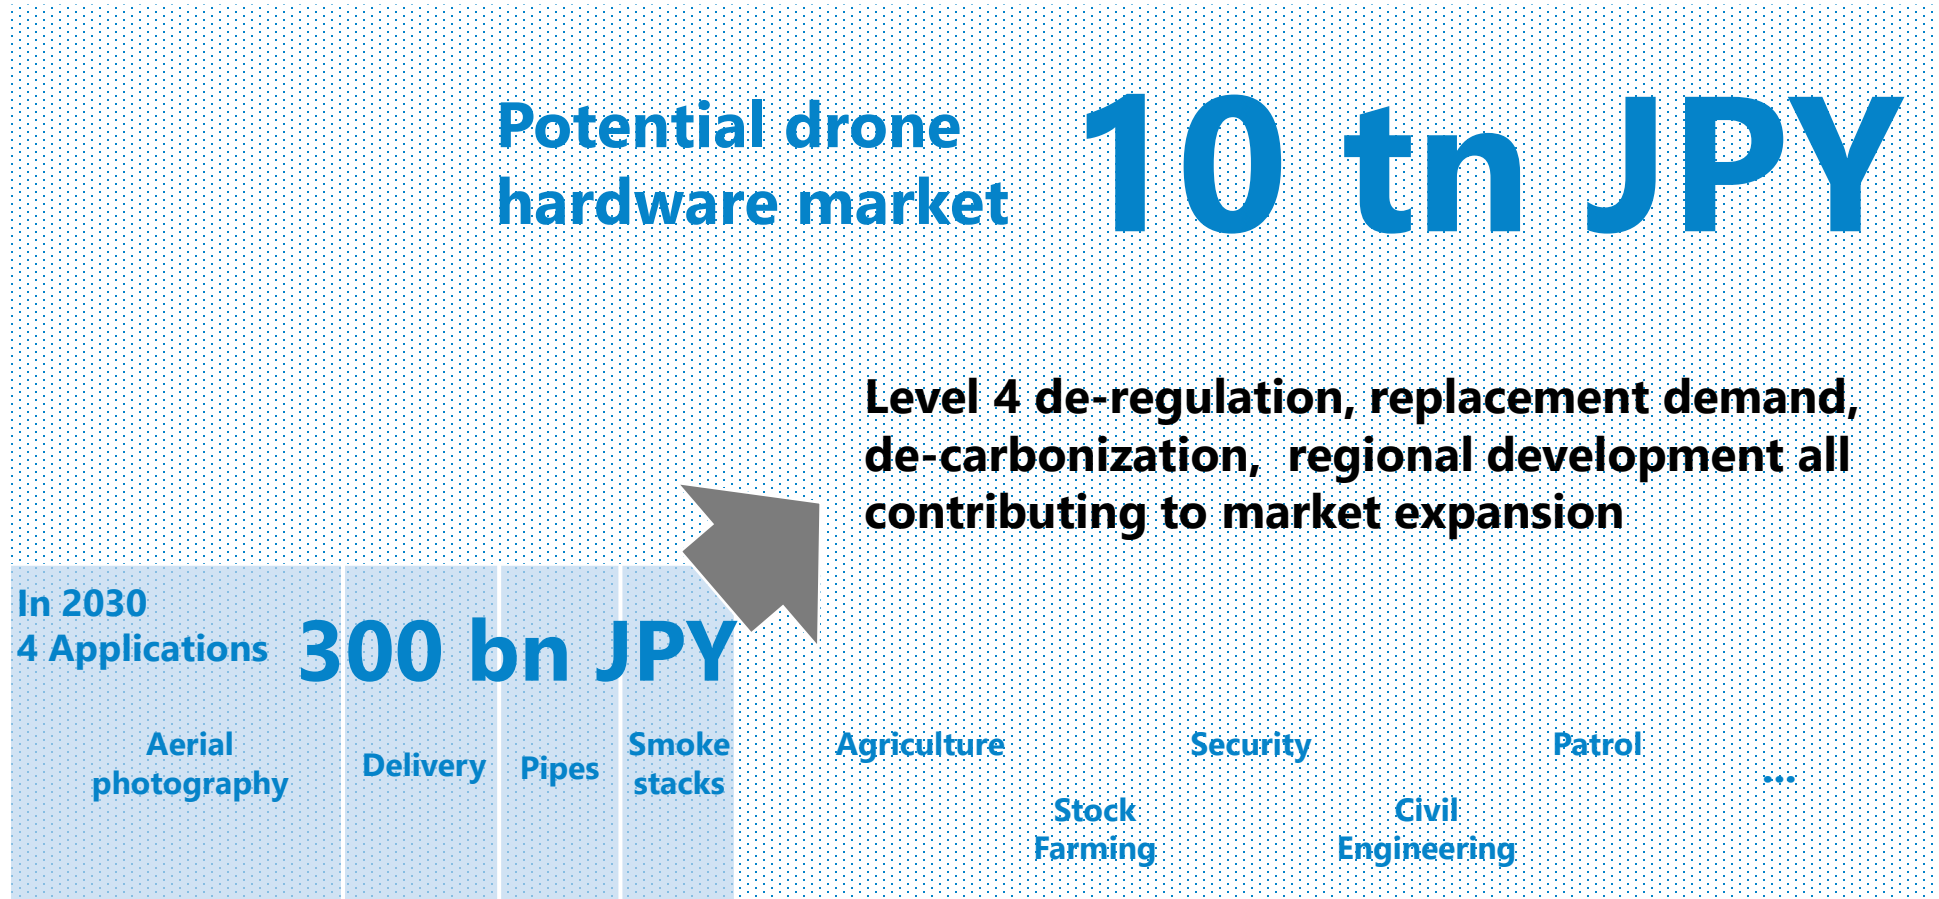 Potential drone
hardware market
10 tn JPY
Level 4 de-regulation, replacement demand,
de-carbonization,  regional development all
contributing to market expansion
In 2030
4 Applications
300 bn JPY
Aerial
photography
Delivery
Pipes
Smoke
stacks
Agriculture
Stock
Farming
Security
Civil
Engineering
Patrol
...